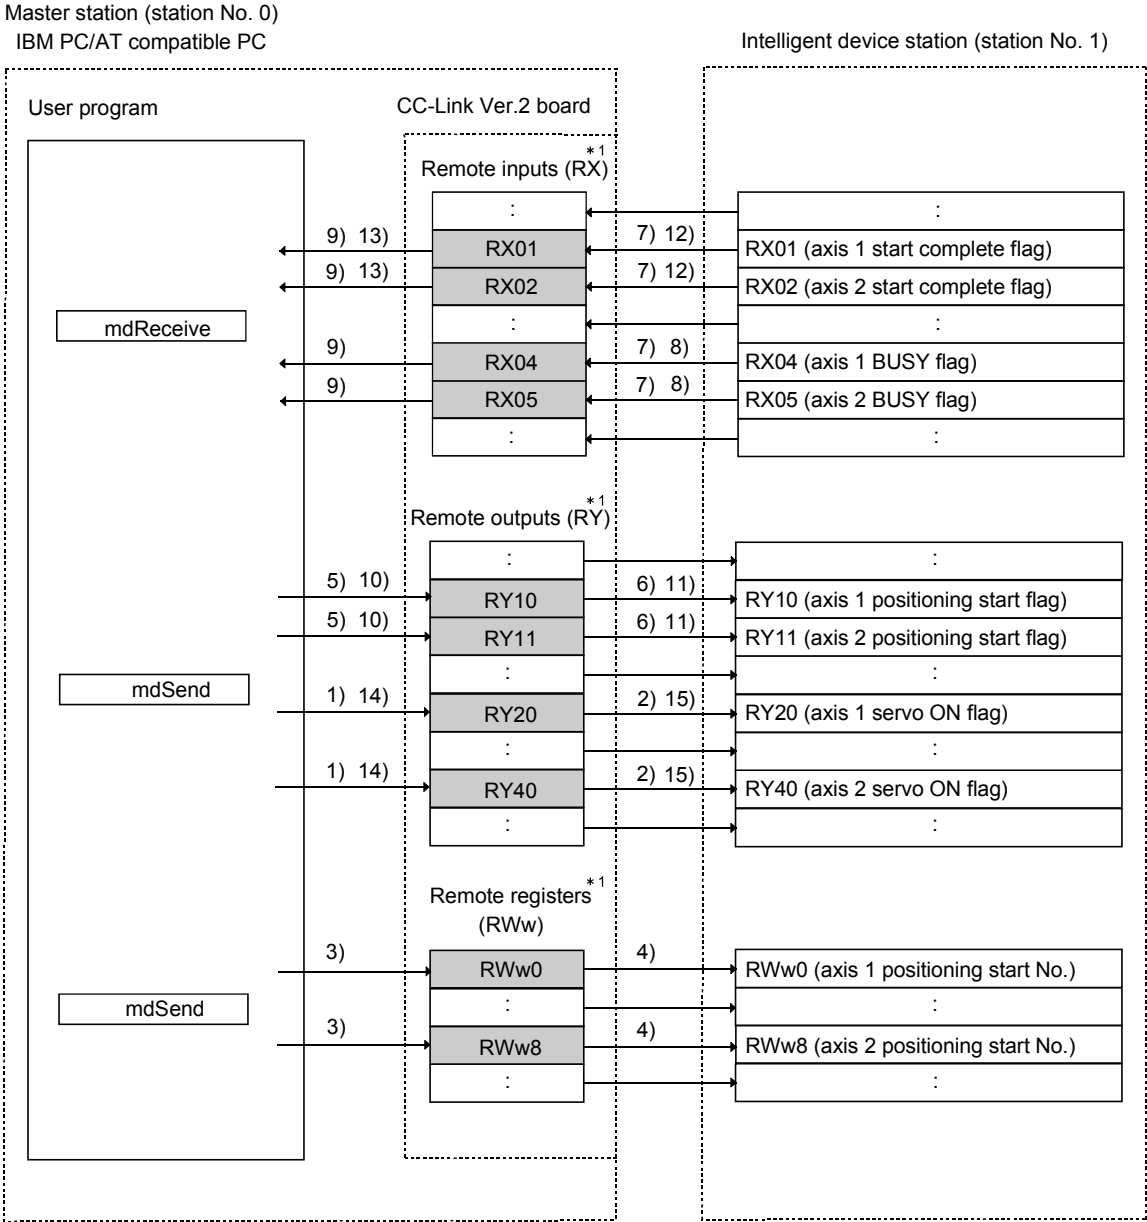 Master station (station No. 0)
IBM PC/AT compatible PC
Intelligent device station (station No. 1)
User program
CC-Link Ver.2 board
Remote inputs (RX)*1
:
:
9) 13)
RX01
7) 12)
RX01 (axis 1 start complete flag)
9) 13)
RX02
7) 12)
RX02 (axis 2 start complete flag)
mdReceive
:
:
9)
RX04
7) 8)
RX04 (axis 1 BUSY flag)
9)
RX05
7) 8)
RX05 (axis 2 BUSY flag)
:
:
Remote outputs (RY)*1
:
:
5) 10)
RY10
6) 11)
RY10 (axis 1 positioning start flag)
5) 10)
RY11
6) 11)
RY11 (axis 2 positioning start flag)
mdSend
:
:
1) 14)
RY20
2) 15)
RY20 (axis 1 servo ON flag)
:
:
1) 14)
RY40
2) 15)
RY40 (axis 2 servo ON flag)
:
:
Remote registers*1
(RWw)
3)
RWw0
4)
RWw0 (axis 1 positioning start No.)
mdSend
:
:
3)
RWw8
4)
RWw8 (axis 2 positioning start No.)
:
: